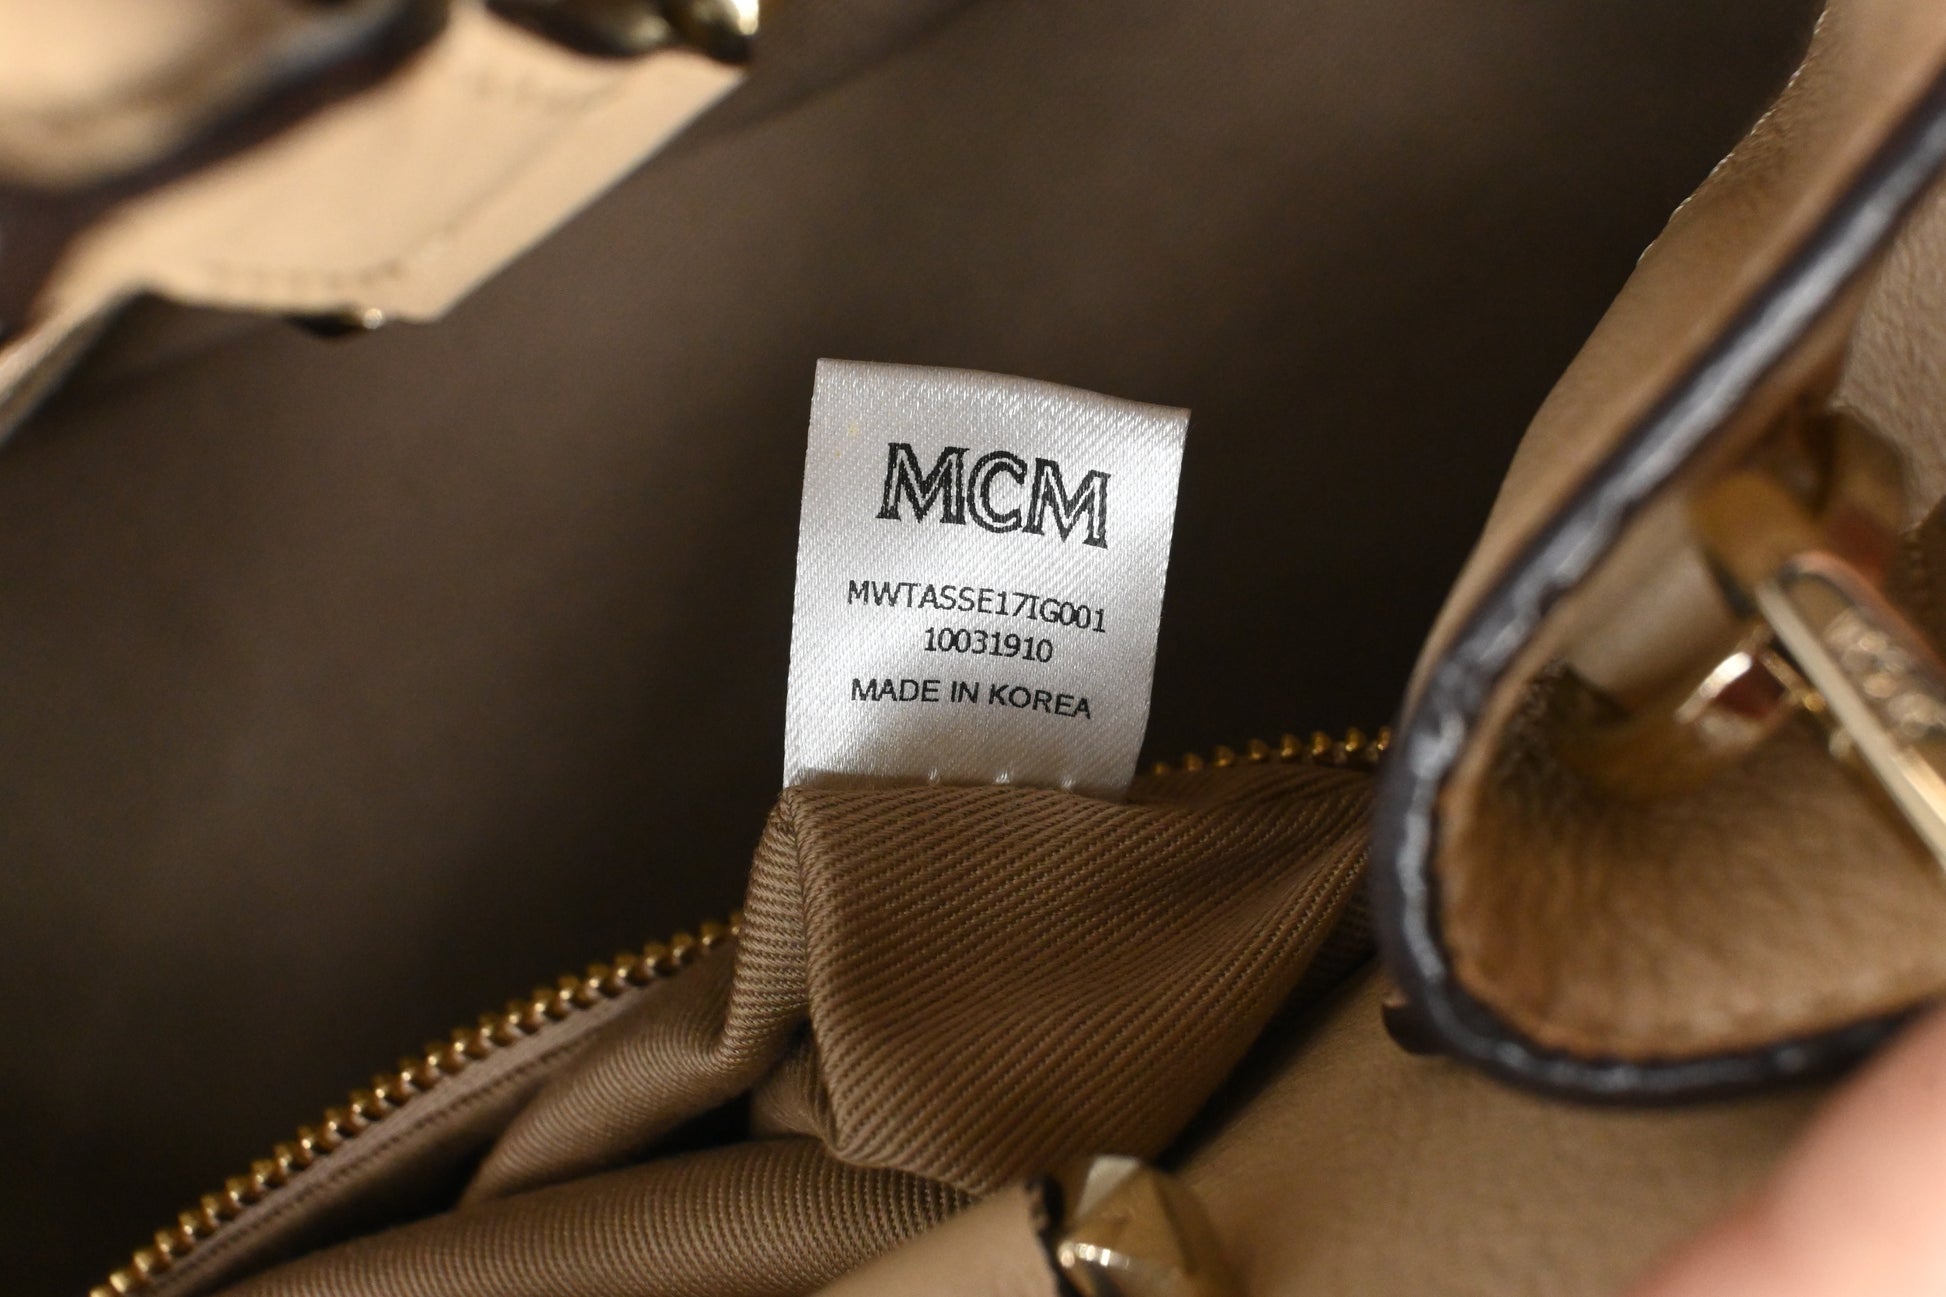 MCM
MWTASSE17IG001
10031910
MADE IN KOREA